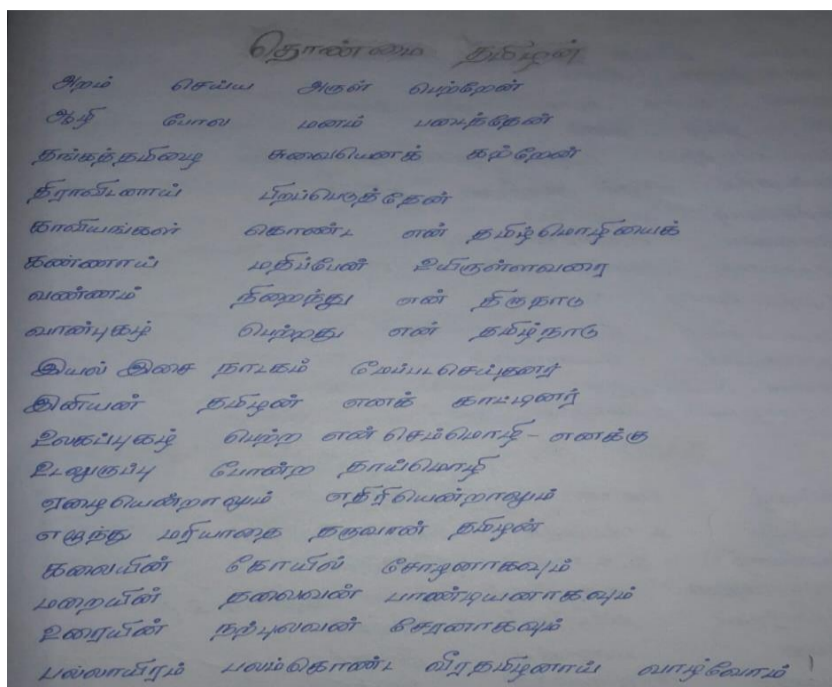 தொண்மை தமிழன்
அறம் செய்ய அருள் பெற்றேன்
ஆழி போல மனம் படைத்தேன்
தங்கத்தமிழை சுவையெனக் கற்றேன்
திராவிடனாய் பிறப்பெடுத்தேன்
காவியங்கள் கொண்ட என் தமிழ்மொழியைக்
கண்ணாய் மதிப்பேன் உயிருள்ளவரை
வண்ணம் நிறைந்து என் திருநாடு
வான்புகழ் பெற்றது என் தமிழ்நாடு
இயல் இசை நாடகம் மேம்படசெய்தனர்
இனியன் தமிழன் எனக் காட்டினர்
உலகப்புகழ் பெற்ற என் செம்மொழி - எனக்கு
உடலுருப்பு போன்ற தாய்மொழி
ஏழையென்றாலும் எதிரியென்றாலும்
எழுந்து மரியாதை தருவான் தமிழன்
கலையின் கோயில் சோழனாகவும்
மறையின் தலைவன் பாண்டியனாகவும்
உரையின் நற்புலவன் சேரனாகவும்
பல்லாயிரம் பலம்கொண்ட வீரதமிழனாய் வாழ்வோம் !